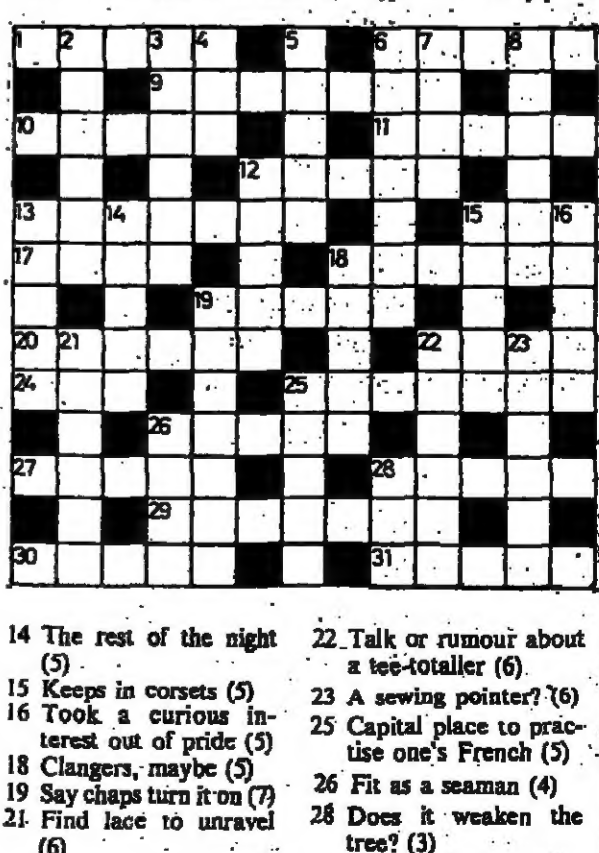 1 2 3 4 5 6 7 8
9
10 11
12
13 14 15 16
17 18
19
20 21 22 23
24 25
26
27 28
29
30 31
14 The rest of the night
(5)
15 Keeps in corsets (5)
16 Took a curious in-
terest out of pride (5)
18 Clangers, maybe (5)
19 Say chaps turn it on (7)
21 Find lace to unravel
(6)
22 Talk or rumour about
a tee-totaller (6)
23 A sewing pointer? (6)
25 Capital place to prac-
tise one's French (5)
26 Fit as a seaman (4)
28 Does it weaken the
tree? (3)